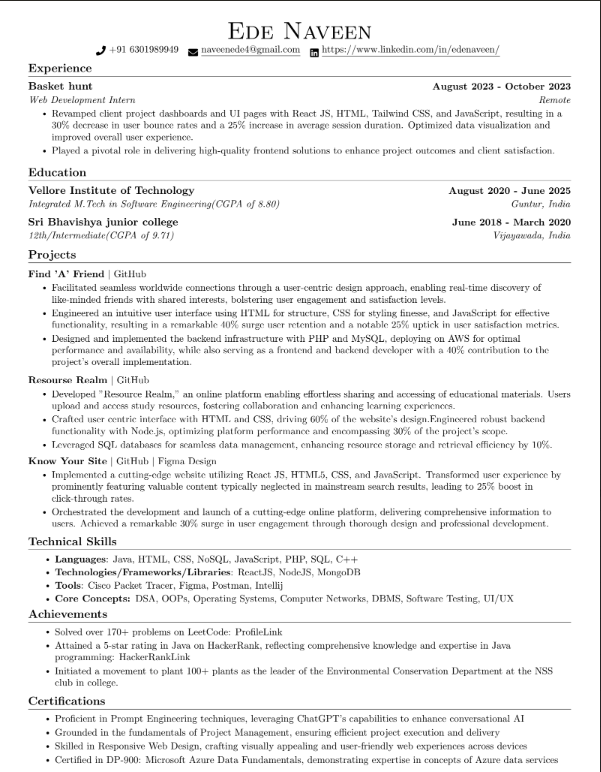 EDE NAVEEN
+91 6301989949 naveenede4@gmail.com https://www.linkedin.com/in/edenaveen/
Experience
Basket hunt August 2023 - October 2023
Web Development Intern Remote
• Revamped client project dashboards and UI pages with React JS, HTML, Tailwind CSS, and JavaScript, resulting in a
30% decrease in user bounce rates and a 25% increase in average session duration. Optimized data visualization and
improved overall user experience.
• Played a pivotal role in delivering high-quality frontend solutions to enhance project outcomes and client satisfaction.
Education
Vellore Institute of Technology August 2020 - June 2025
Integrated M.Tech in Software Engineering(CGPA of 8.80) Guntur, India
Sri Bhavishya junior college June 2018 - March 2020
12th/Intermediate(CGPA of 9.71) Vijayawada, India
Projects
Find 'A' Friend | GitHub
• Facilitated seamless worldwide connections through a user-centric design approach, enabling real-time discovery of
like-minded friends with shared interests, bolstering user engagement and satisfaction levels.
• Engineered an intuitive user interface using HTML for structure, CSS for styling finesse, and JavaScript for effective
functionality, resulting in a remarkable 40% surge user retention and a notable 25% uptick in user satisfaction metrics.
• Designed and implemented the backend infrastructure with PHP and MySQL, deploying on AWS for optimal
performance and availability, while also serving as a frontend and backend developer with a 40% contribution to the
project's overall implementation.
Resourse Realm | GitHub
• Developed "Resource Realm," an online platform enabling effortless sharing and accessing of educational materials. Users
upload and access study resources, fostering collaboration and enhancing learning experiences.
• Crafted user centric interface with HTML and CSS, driving 60% of the website's design.Engineered robust backend
functionality with Node.js, optimizing platform performance and encompassing 30% of the project's scope.
• Leveraged SQL databases for seamless data management, enhancing resource storage and retrieval efficiency by 10%.
Know Your Site | GitHub | Figma Design
• Implemented a cutting-edge website utilizing React JS, HTML5, CSS, and JavaScript. Transformed user experience by
prominently featuring valuable content typically neglected in mainstream search results, leading to 25% boost in
click-through rates.
• Orchestrated the development and launch of a cutting-edge online platform, delivering comprehensive information to
users. Achieved a remarkable 30% surge in user engagement through thorough design and professional development.
Technical Skills
• Languages: Java, HTML, CSS, NoSQL, JavaScript, PHP, SQL, C++
• Technologies/Frameworks/Libraries: ReactJS, NodeJS, MongoDB
• Tools: Cisco Packet Tracer, Figma, Postman, Intellij
• Core Concepts: DSA, OOPs, Operating Systems, Computer Networks, DBMS, Software Testing, UI/UX
Achievements
• Solved over 170+ problems on LeetCode: ProfileLink
• Attained a 5-star rating in Java on HackerRank, reflecting comprehensive knowledge and expertise in Java
programming: HackerRankLink
• Initiated a movement to plant 100+ plants as the leader of the Environmental Conservation Department at the NSS
club in college.
Certifications
• Proficient in Prompt Engineering techniques, leveraging ChatGPT's capabilities to enhance conversational AI
• Grounded in the fundamentals of Project Management, ensuring efficient project execution and delivery
• Skilled in Responsive Web Design, crafting visually appealing and user-friendly web experiences across devices
• Certified in DP-900: Microsoft Azure Data Fundamentals, demonstrating expertise in concepts of Azure data services